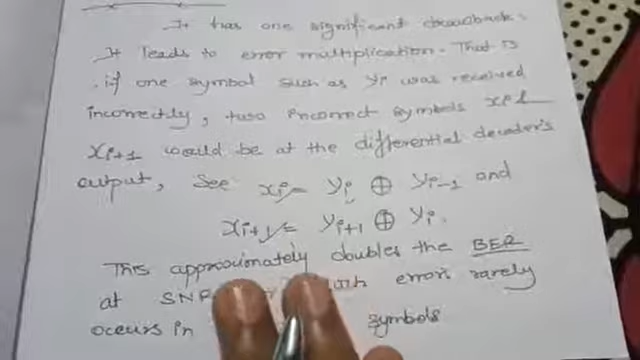 It has one significant drawback.
It leads to error multiplication. That is
if one symbol such as yi was received
incorrectly, two incorrect symbols xi &
xi+1 would be at the differential decoder's
output, See xi = yi ⊕ yi-1 and
xi+1 = yi+1 ⊕ yi.
This approximately doubles the BER
at SNR errors rarely
occurs in symbols